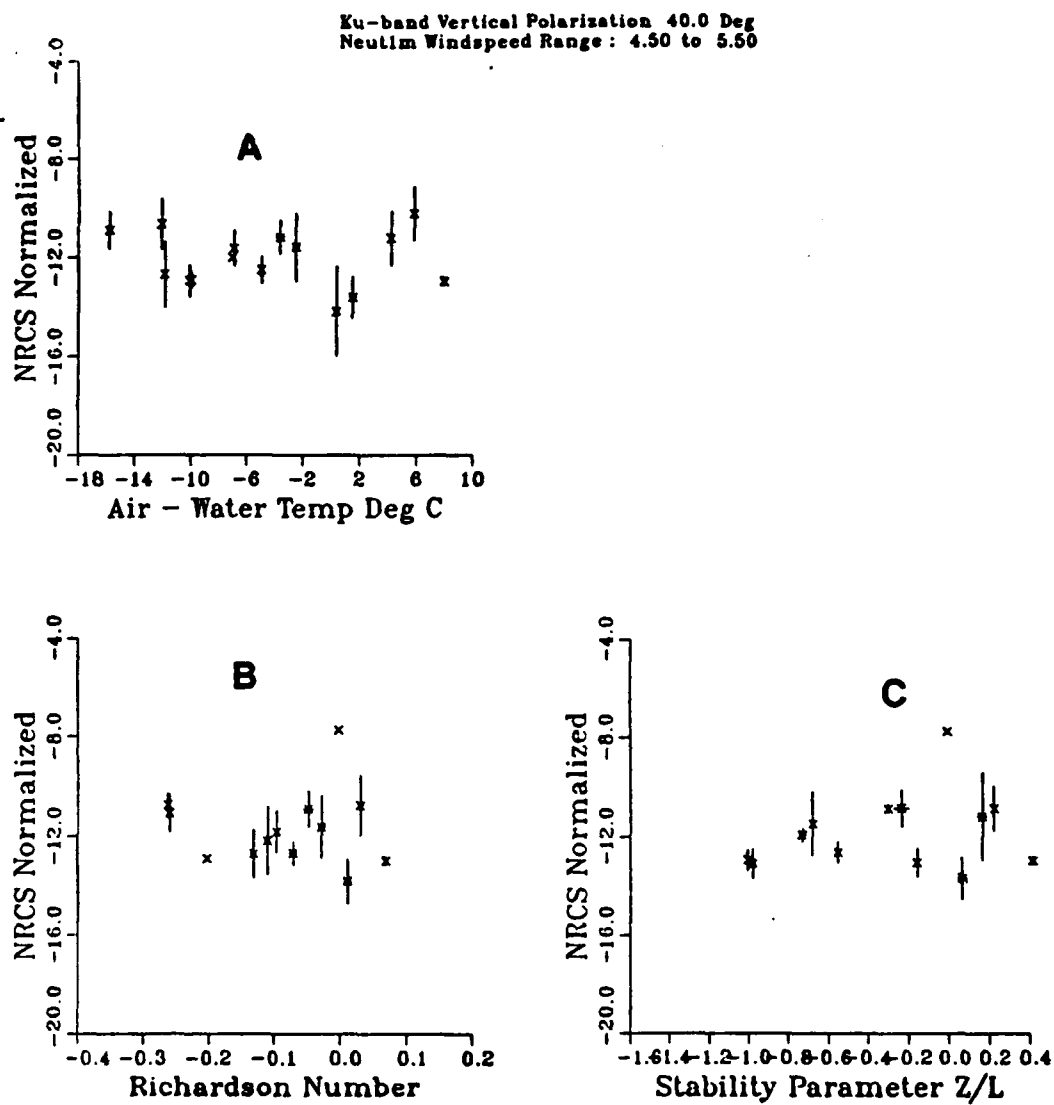 Ku-band Vertical Polarization 40.0 Deg
Neutlm Windspeed Range : 4.50 to 5.50
A
NRCS Normalized
-4.0
-8.0
-12.0
-16.0
-20.0
-18 -14 -10 -6 -2 2 6 10
Air - Water Temp Deg C
B
NRCS Normalized
-4.0
-8.0
-12.0
-16.0
-20.0
-0.4 -0.3 -0.2 -0.1 0.0 0.1 0.2
Richardson Number
C
NRCS Normalized
-4.0
-8.0
-12.0
-16.0
-20.0
-1.61.4-1.2-1.0-0.8-0.6-0.4-0.2 0.0 0.2 0.4
Stability Parameter Z/L